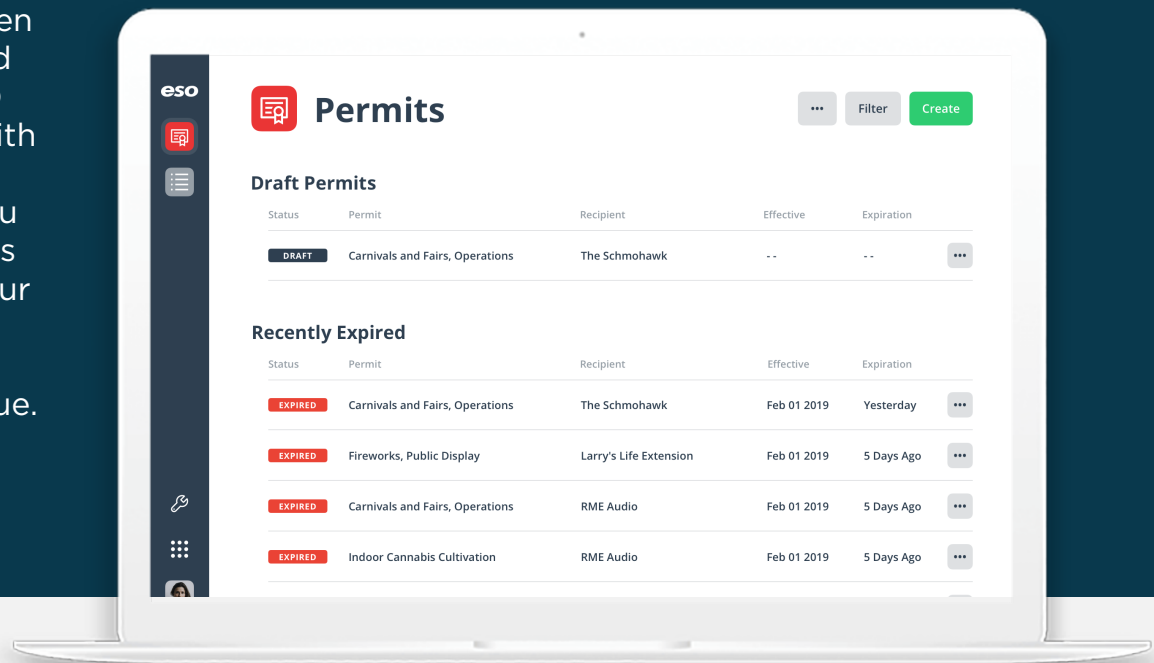 eso
Permits
••• Filter Create
Draft Permits
Status Permit Recipient Effective Expiration
DRAFT Carnivals and Fairs, Operations The Schmohawk -- -- •••
Recently Expired
Status Permit Recipient Effective Expiration
EXPIRED Carnivals and Fairs, Operations The Schmohawk Feb 01 2019 Yesterday •••
EXPIRED Fireworks, Public Display Larry's Life Extension Feb 01 2019 5 Days Ago •••
EXPIRED Carnivals and Fairs, Operations RME Audio Feb 01 2019 5 Days Ago •••
EXPIRED Indoor Cannabis Cultivation RME Audio Feb 01 2019 5 Days Ago •••